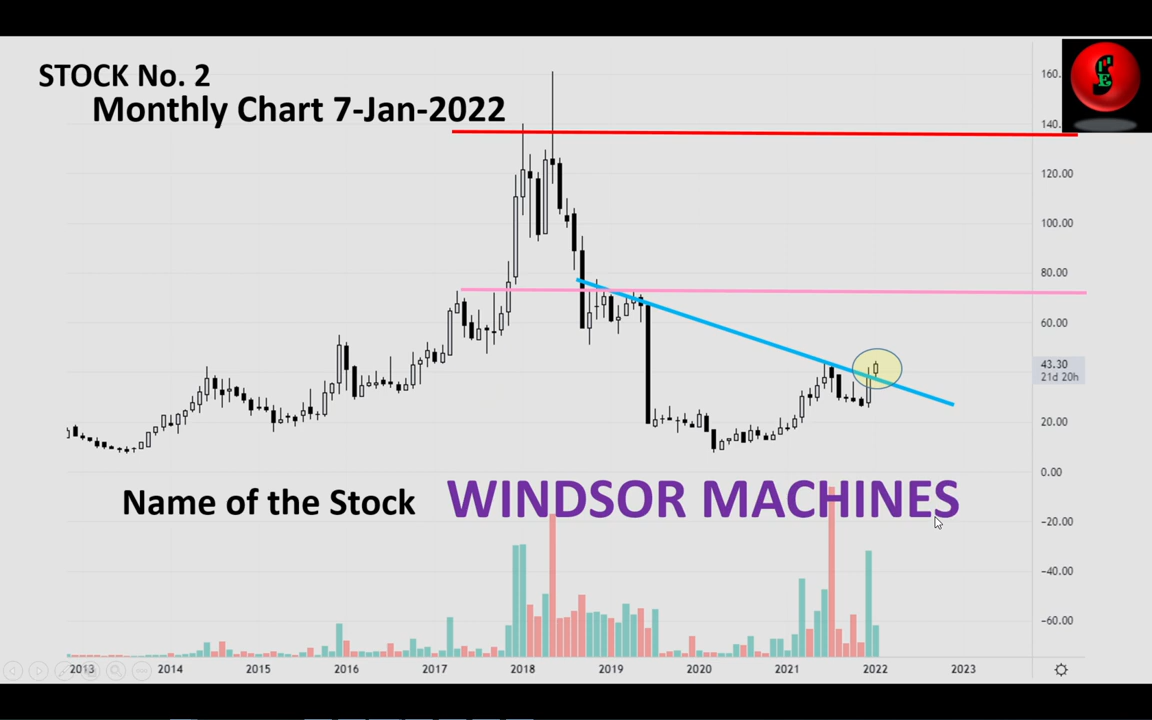 STOCK No. 2
Monthly Chart 7-Jan-2022
160.
140.
120.00
100.00
80.00
60.00
43.30
21d 20h
20.00
0.00
Name of the Stock WINDSOR MACHINES
−20.00
−40.00
−60.00
2013 2014 2015 2016 2017 2018 2019 2020 2021 2022 2023